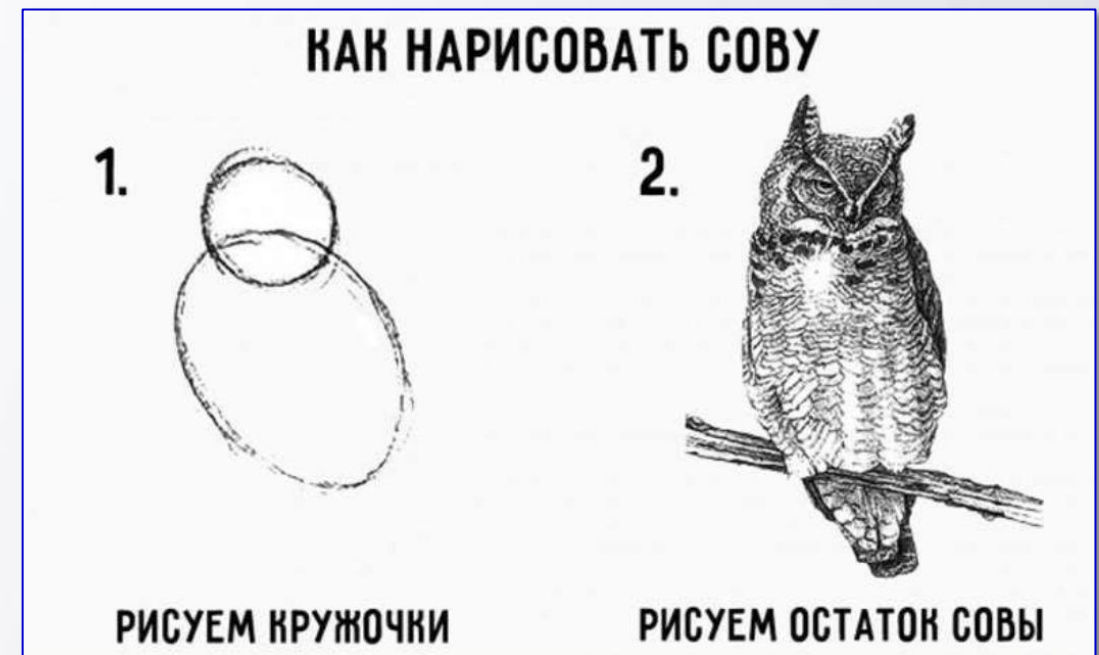 КАК НАРИСОВАТЬ СОВУ
1.
2.
РИСУЕМ КРУЖОЧКИ
РИСУЕМ ОСТАТОК СОВЫ